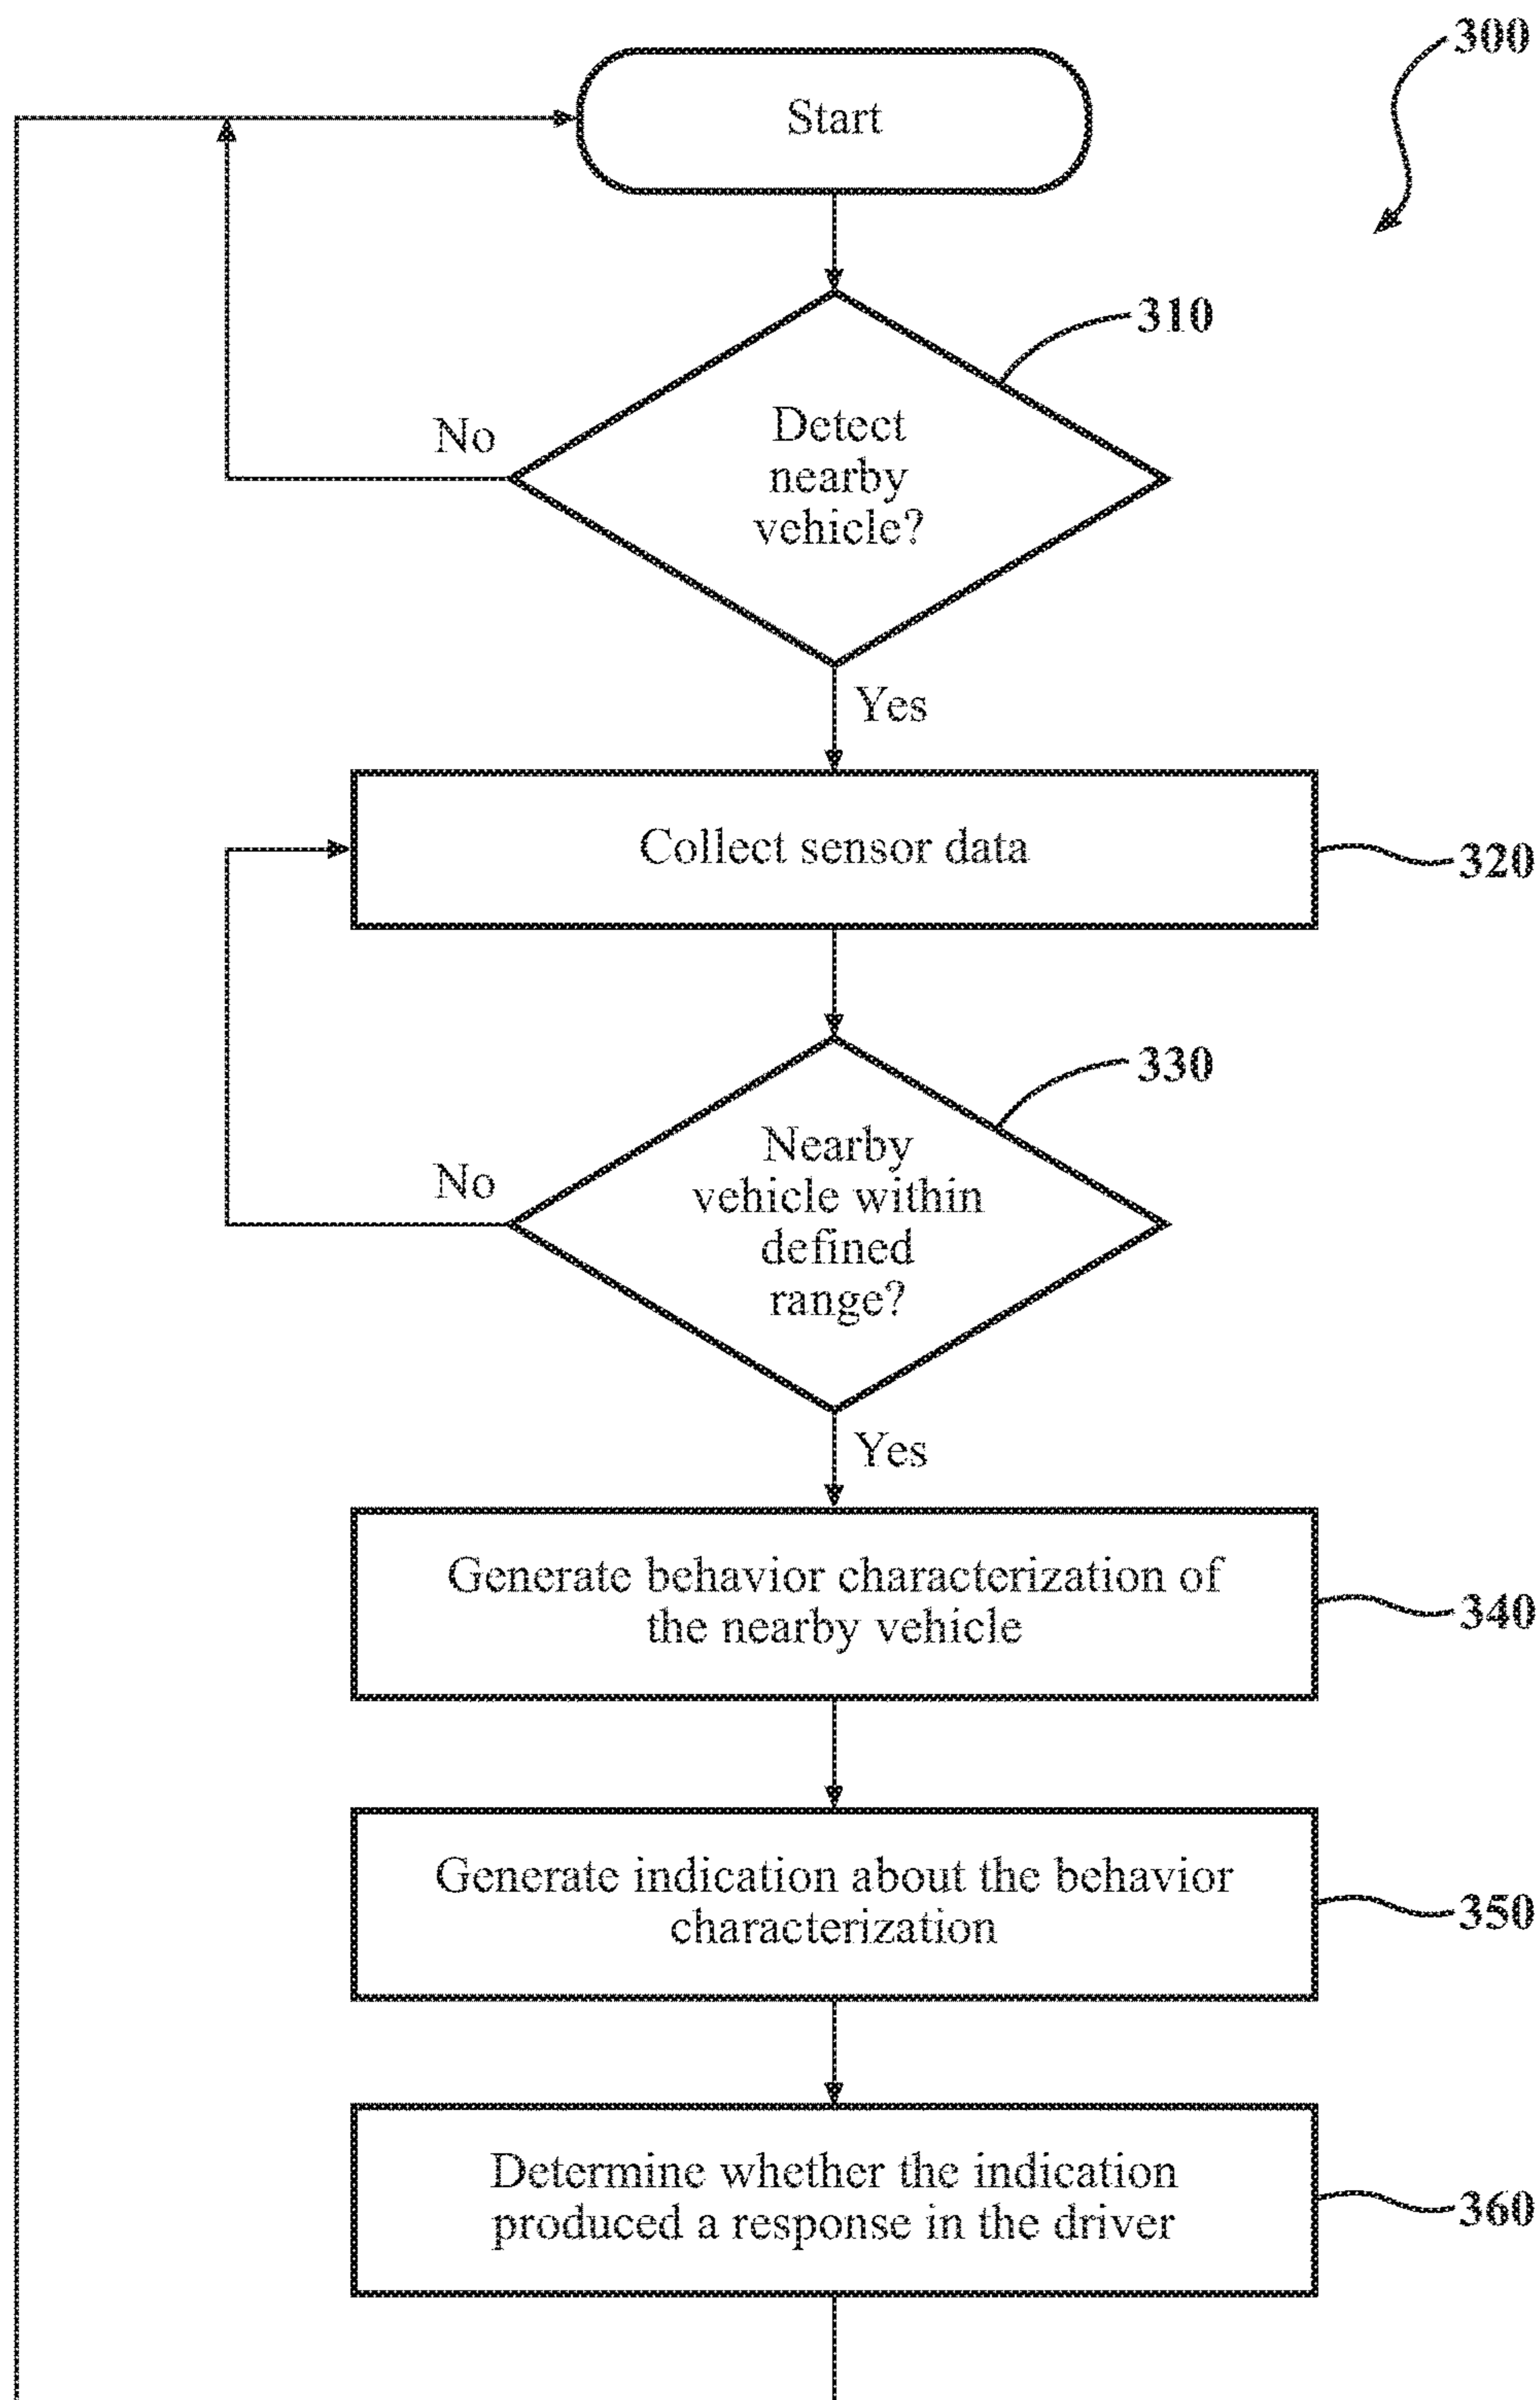 300
Start
310
Detect
nearby
vehicle?
No
Yes
Collect sensor data
320
330
Nearby
vehicle within
defined
range?
No
Yes
Generate behavior characterization of
the nearby vehicle
340
Generate indication about the behavior
characterization
350
Determine whether the indication
produced a response in the driver
360